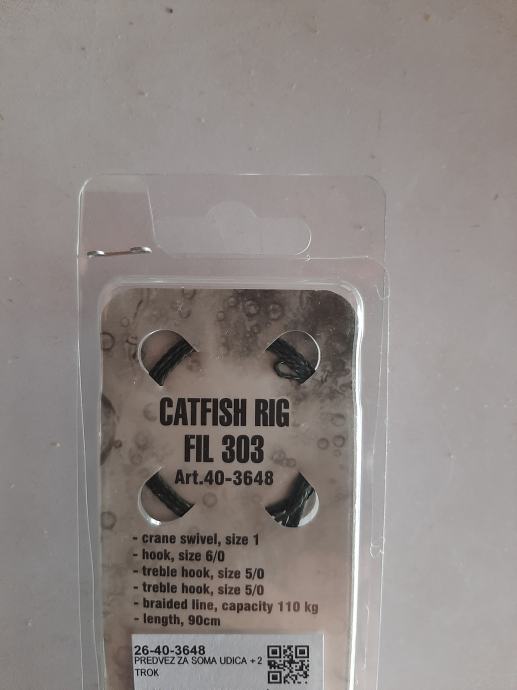 CATFISH RIG
FIL 303
Art.40-3648
- crane swivel, size 1
- hook, size 6/0
- treble hook, size 5/0
- treble hook, size 5/0
- braided line, capacity 110 kg
- length, 90cm
26-40-3648
PREDVEZ ZA SOMA UDICA + 2
TROK